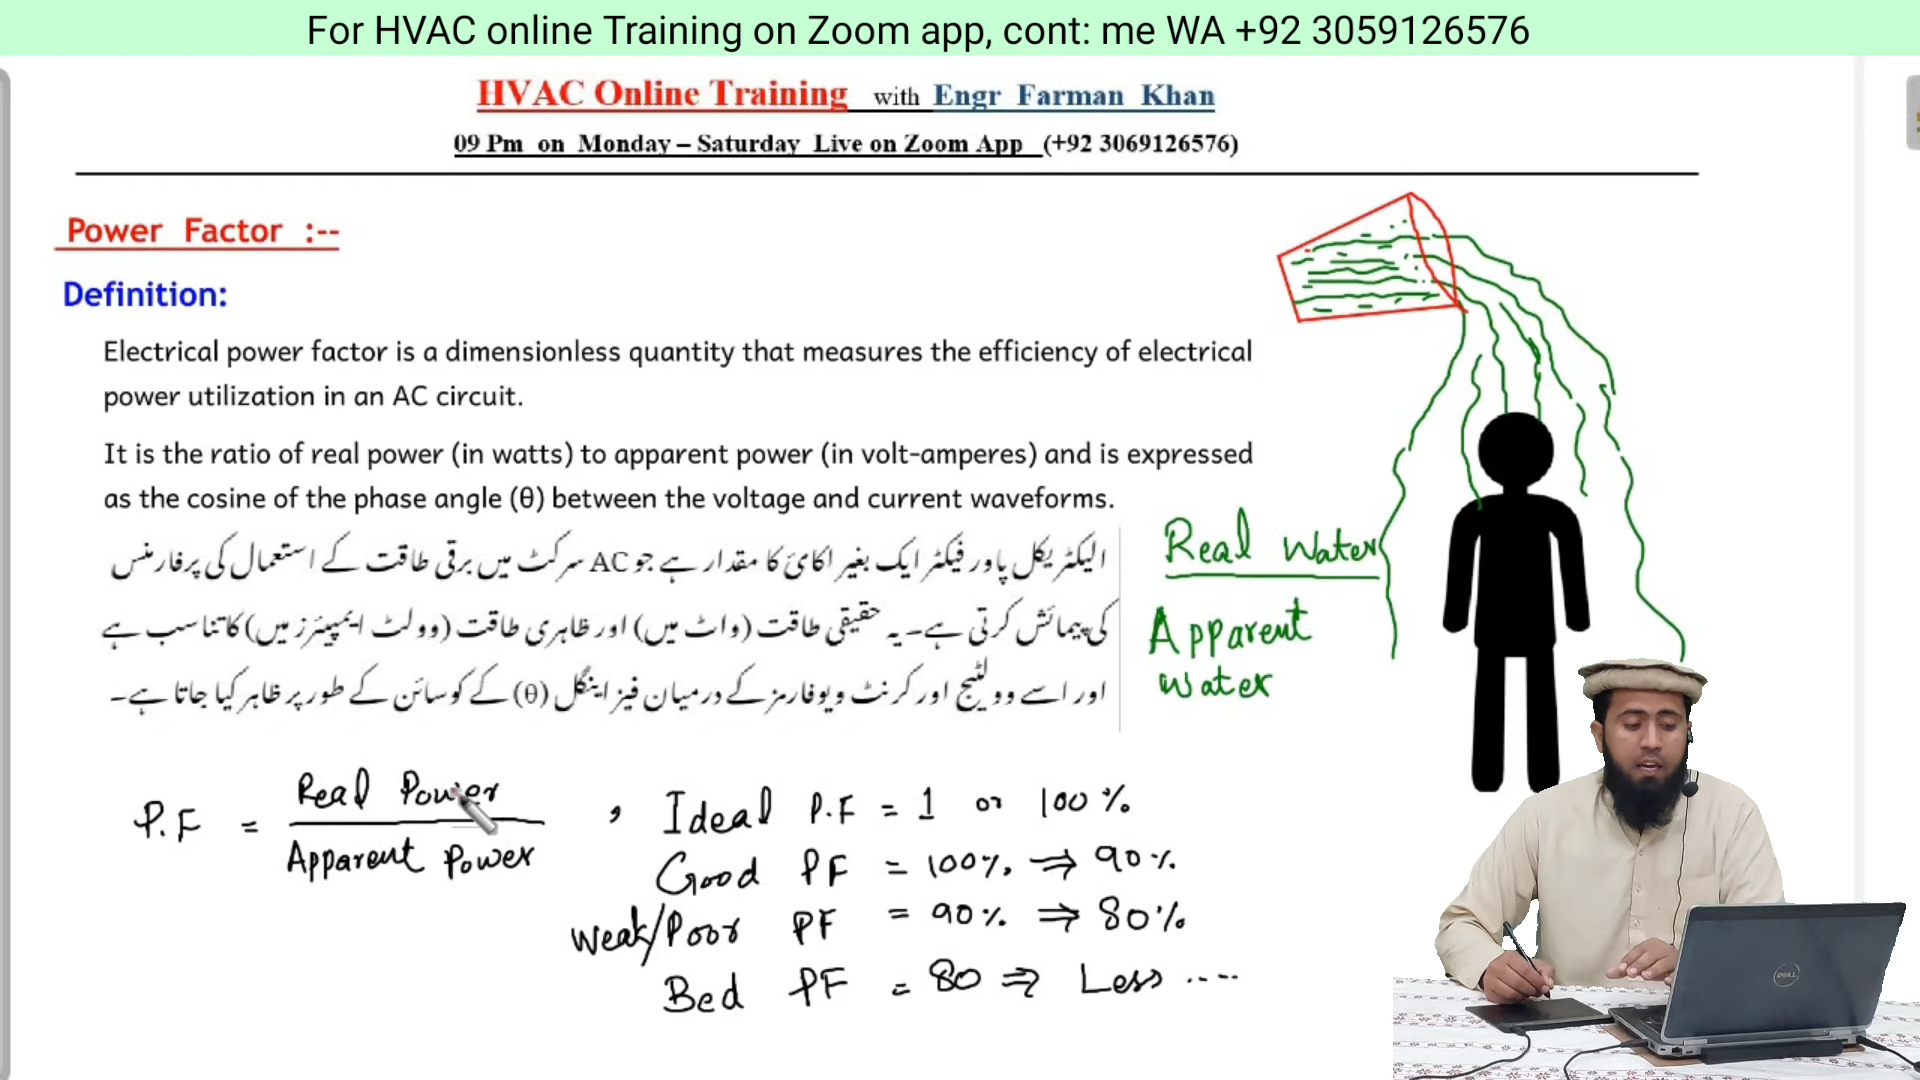 For HVAC online Training on Zoom app, cont: me WA +92 3059126576
HVAC Online Training with Engr Farman Khan
09 Pm on Monday – Saturday Live on Zoom App (+92 3069126576)
Power Factor :--
Definition:
Electrical power factor is a dimensionless quantity that measures the efficiency of electrical
power utilization in an AC circuit.
It is the ratio of real power (in watts) to apparent power (in volt-amperes) and is expressed
as the cosine of the phase angle (θ) between the voltage and current waveforms.
الیکٹریکل پاور فیکٹر ایک بغیر اکائ کا مقدار ہے جو AC سرکٹ میں برقی طاقت کے استعمال کی پرفارمنس
کی پیمائش کرتی ہے۔ یہ حقیقی طاقت (واٹ میں) اور ظاہری طاقت (وولٹ ایمپیئرز میں) کا تناسب ہے
اور اسے وولٹیج اور کرنٹ ویوفارمز کے درمیان فیز اینگل (θ) کے کوسائن کے طور پر ظاہر کیا جاتا ہے۔
Real Water
Apparent
Water
P.F = Real Power
Apparent Power
, Ideal P.F = 1 or 100 %
Good PF = 100%. ⇒ 90 %
Weak/Poor PF = 90 % ⇒ 80 %
Bed PF = 80 ⇒ Less ....
DELL